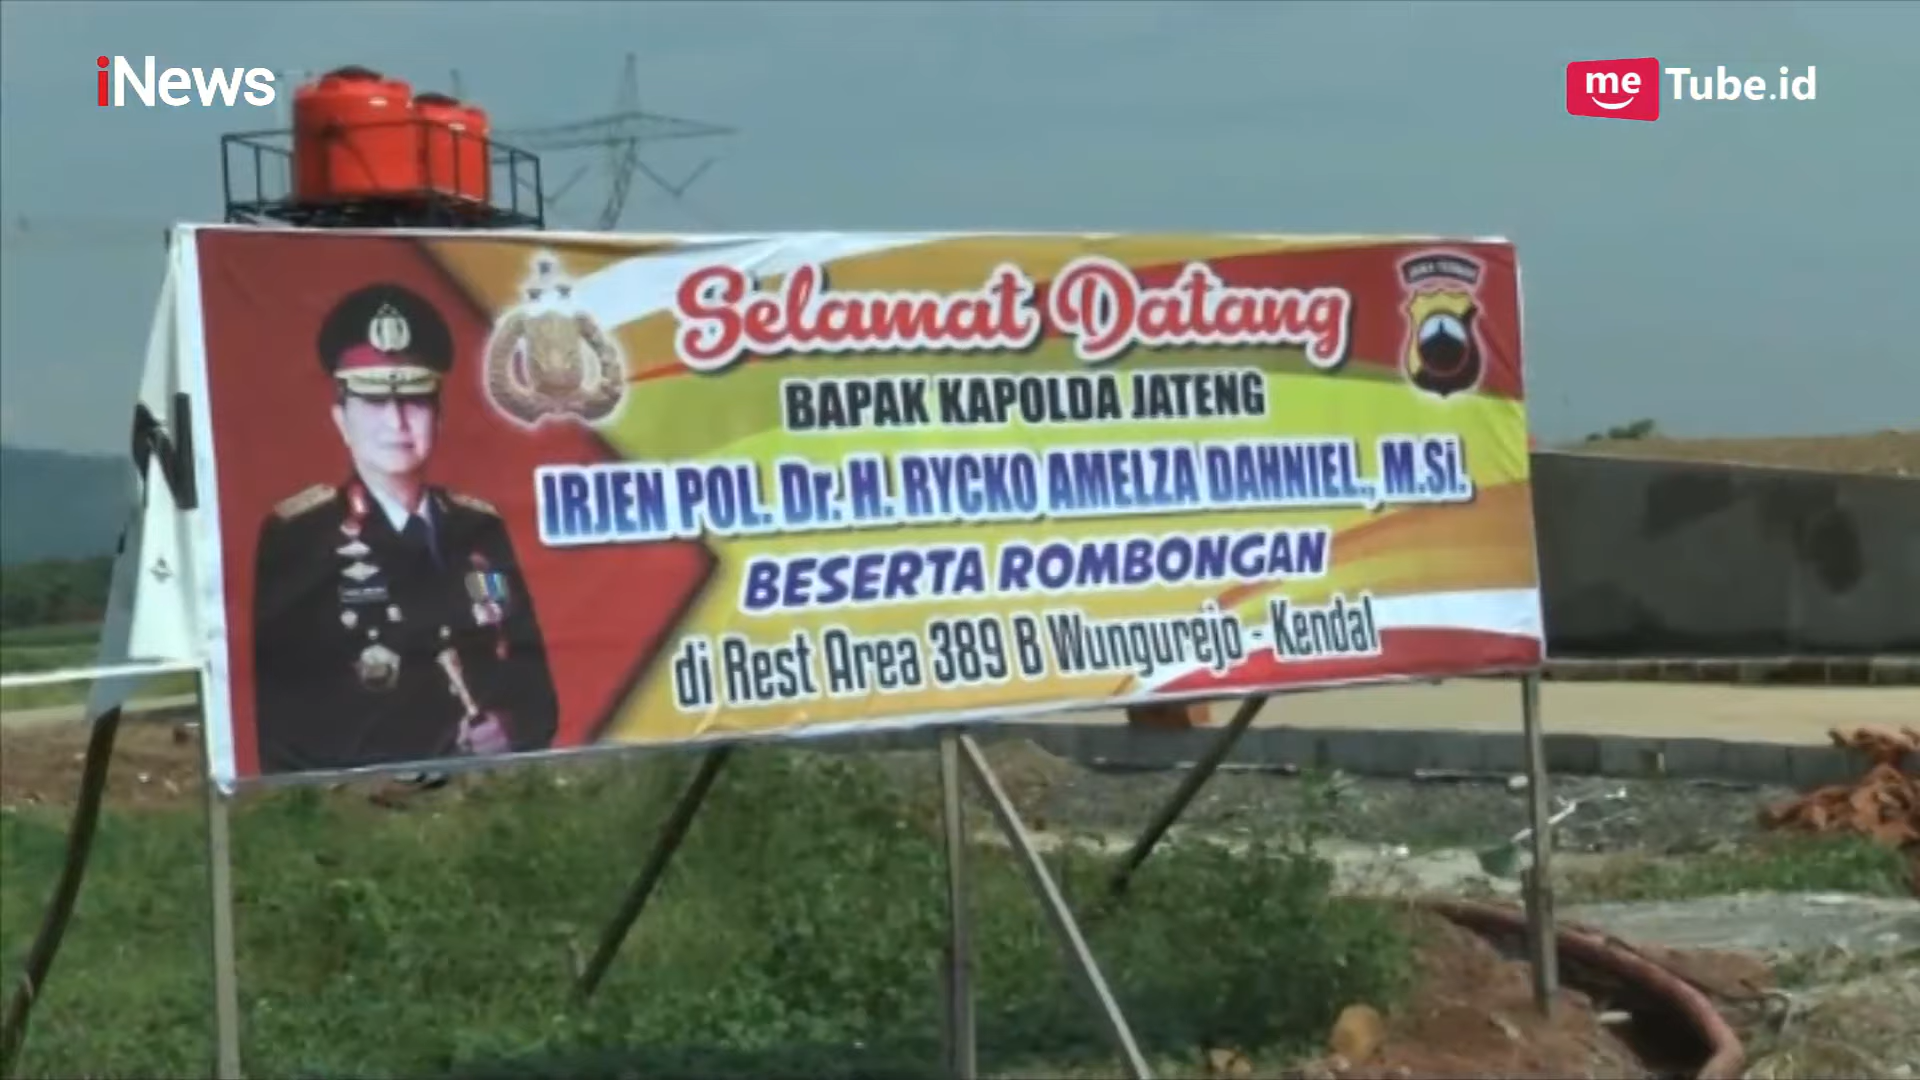 iNews
me Tube.id
Selamat Datang
BAPAK KAPOLDA JATENG
IRJEN POL. Dr. H. RYCKO AMELZA DAHNIEL., M.Si.
BESERTA ROMBONGAN
di Rest Area 389 B Wungurejo - Kendal